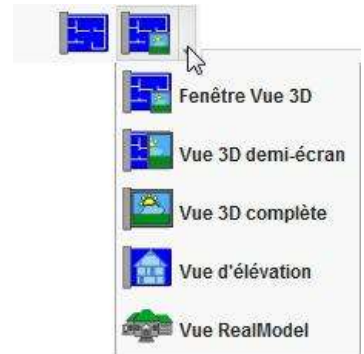 Fenêtre Vue 3D
Vue 3D demi-écran
Vue 3D complète
Vue d'élévation
Vue RealModel